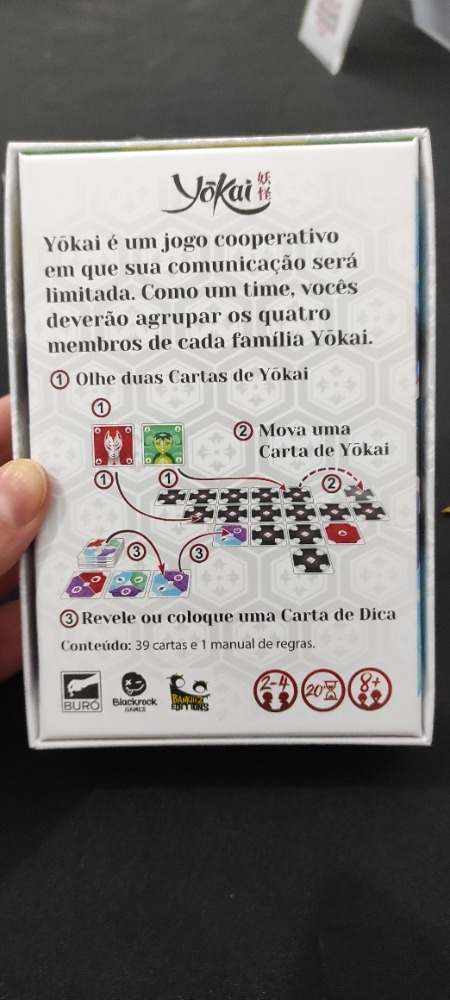 Yōkai 妖怪
Yōkai é um jogo cooperativo
em que sua comunicação será
limitada. Como um time, vocês
deverão agrupar os quatro
membros de cada família Yōkai.
① Olhe duas Cartas de Yōkai
①
② Mova uma
Carta de Yōkai
① ① ②
③ ③
③ Revele ou coloque uma Carta de Dica
Conteúdo: 39 cartas e 1 manual de regras.
BURÓ
Blackrock
GAMES
BANKIIIZ
EDITIONS
2-4 20 8+